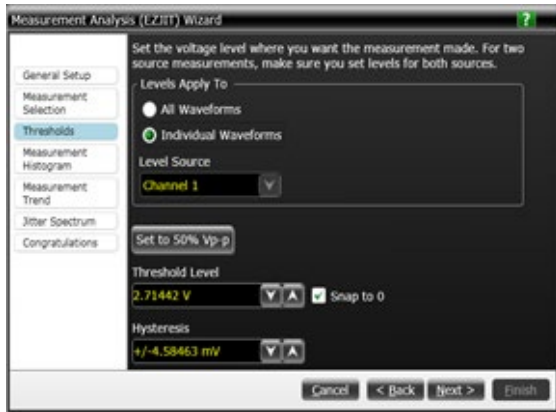 Measurement Analysis (EZJIT) Wizard
?
Set the voltage level where you want the measurement made. For two
source measurements, make sure you set levels for both sources.
General Setup
Measurement
Selection
Thresholds
Measurement
Histogram
Measurement
Trend
Jitter Spectrum
Congratulations
Levels Apply To
All Waveforms
Individual Waveforms
Level Source
Channel 1
Set to 50% Vp-p
Threshold Level
2.71442 V
Snap to 0
Hysteresis
+/-4.58463 mV
Cancel
< Back
Next >
Finish